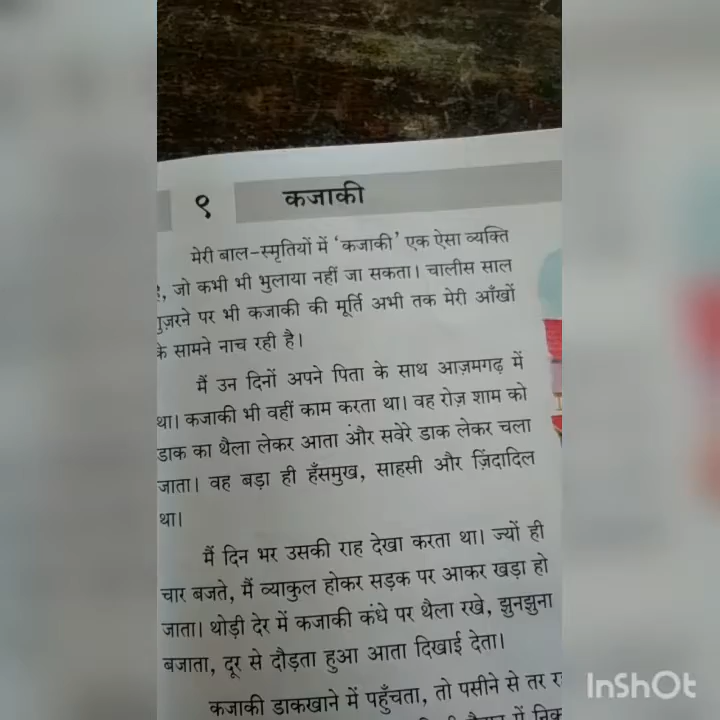 ९ कजाकी
मेरी बाल-स्मृतियों में 'कजाकी' एक ऐसा व्यक्ति
है, जो कभी भी भुलाया नहीं जा सकता। चालीस साल
गुज़रने पर भी कजाकी की मूर्ति अभी तक मेरी आँखों
के सामने नाच रही है।
मैं उन दिनों अपने पिता के साथ आज़मगढ़ में
था। कजाकी भी वहीं काम करता था। वह रोज़ शाम को
डाक का थैला लेकर आता और सवेरे डाक लेकर चला
जाता। वह बड़ा ही हँसमुख, साहसी और ज़िंदादिल
था।
मैं दिन भर उसकी राह देखा करता था। ज्यों ही
चार बजते, मैं व्याकुल होकर सड़क पर आकर खड़ा हो
जाता। थोड़ी देर में कजाकी कंधे पर थैला रखे, झुनझुना
बजाता, दूर से दौड़ता हुआ आता दिखाई देता।
कजाकी डाकखाने में पहुँचता, तो पसीने से तर
में
InShOt